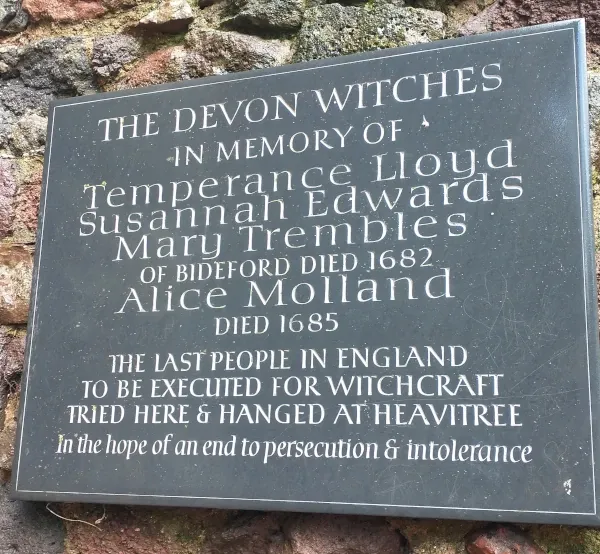 THE DEVON WITCHES
IN MEMORY OF
Temperance Lloyd
Susannah Edwards
Mary Trembles
OF BIDEFORD DIED 1682
Alice Molland
DIED 1685
THE LAST PEOPLE IN ENGLAND
TO BE EXECUTED FOR WITCHCRAFT
TRIED HERE & HANGED AT HEAVITREE
In the hope of an end to persecution & intolerance